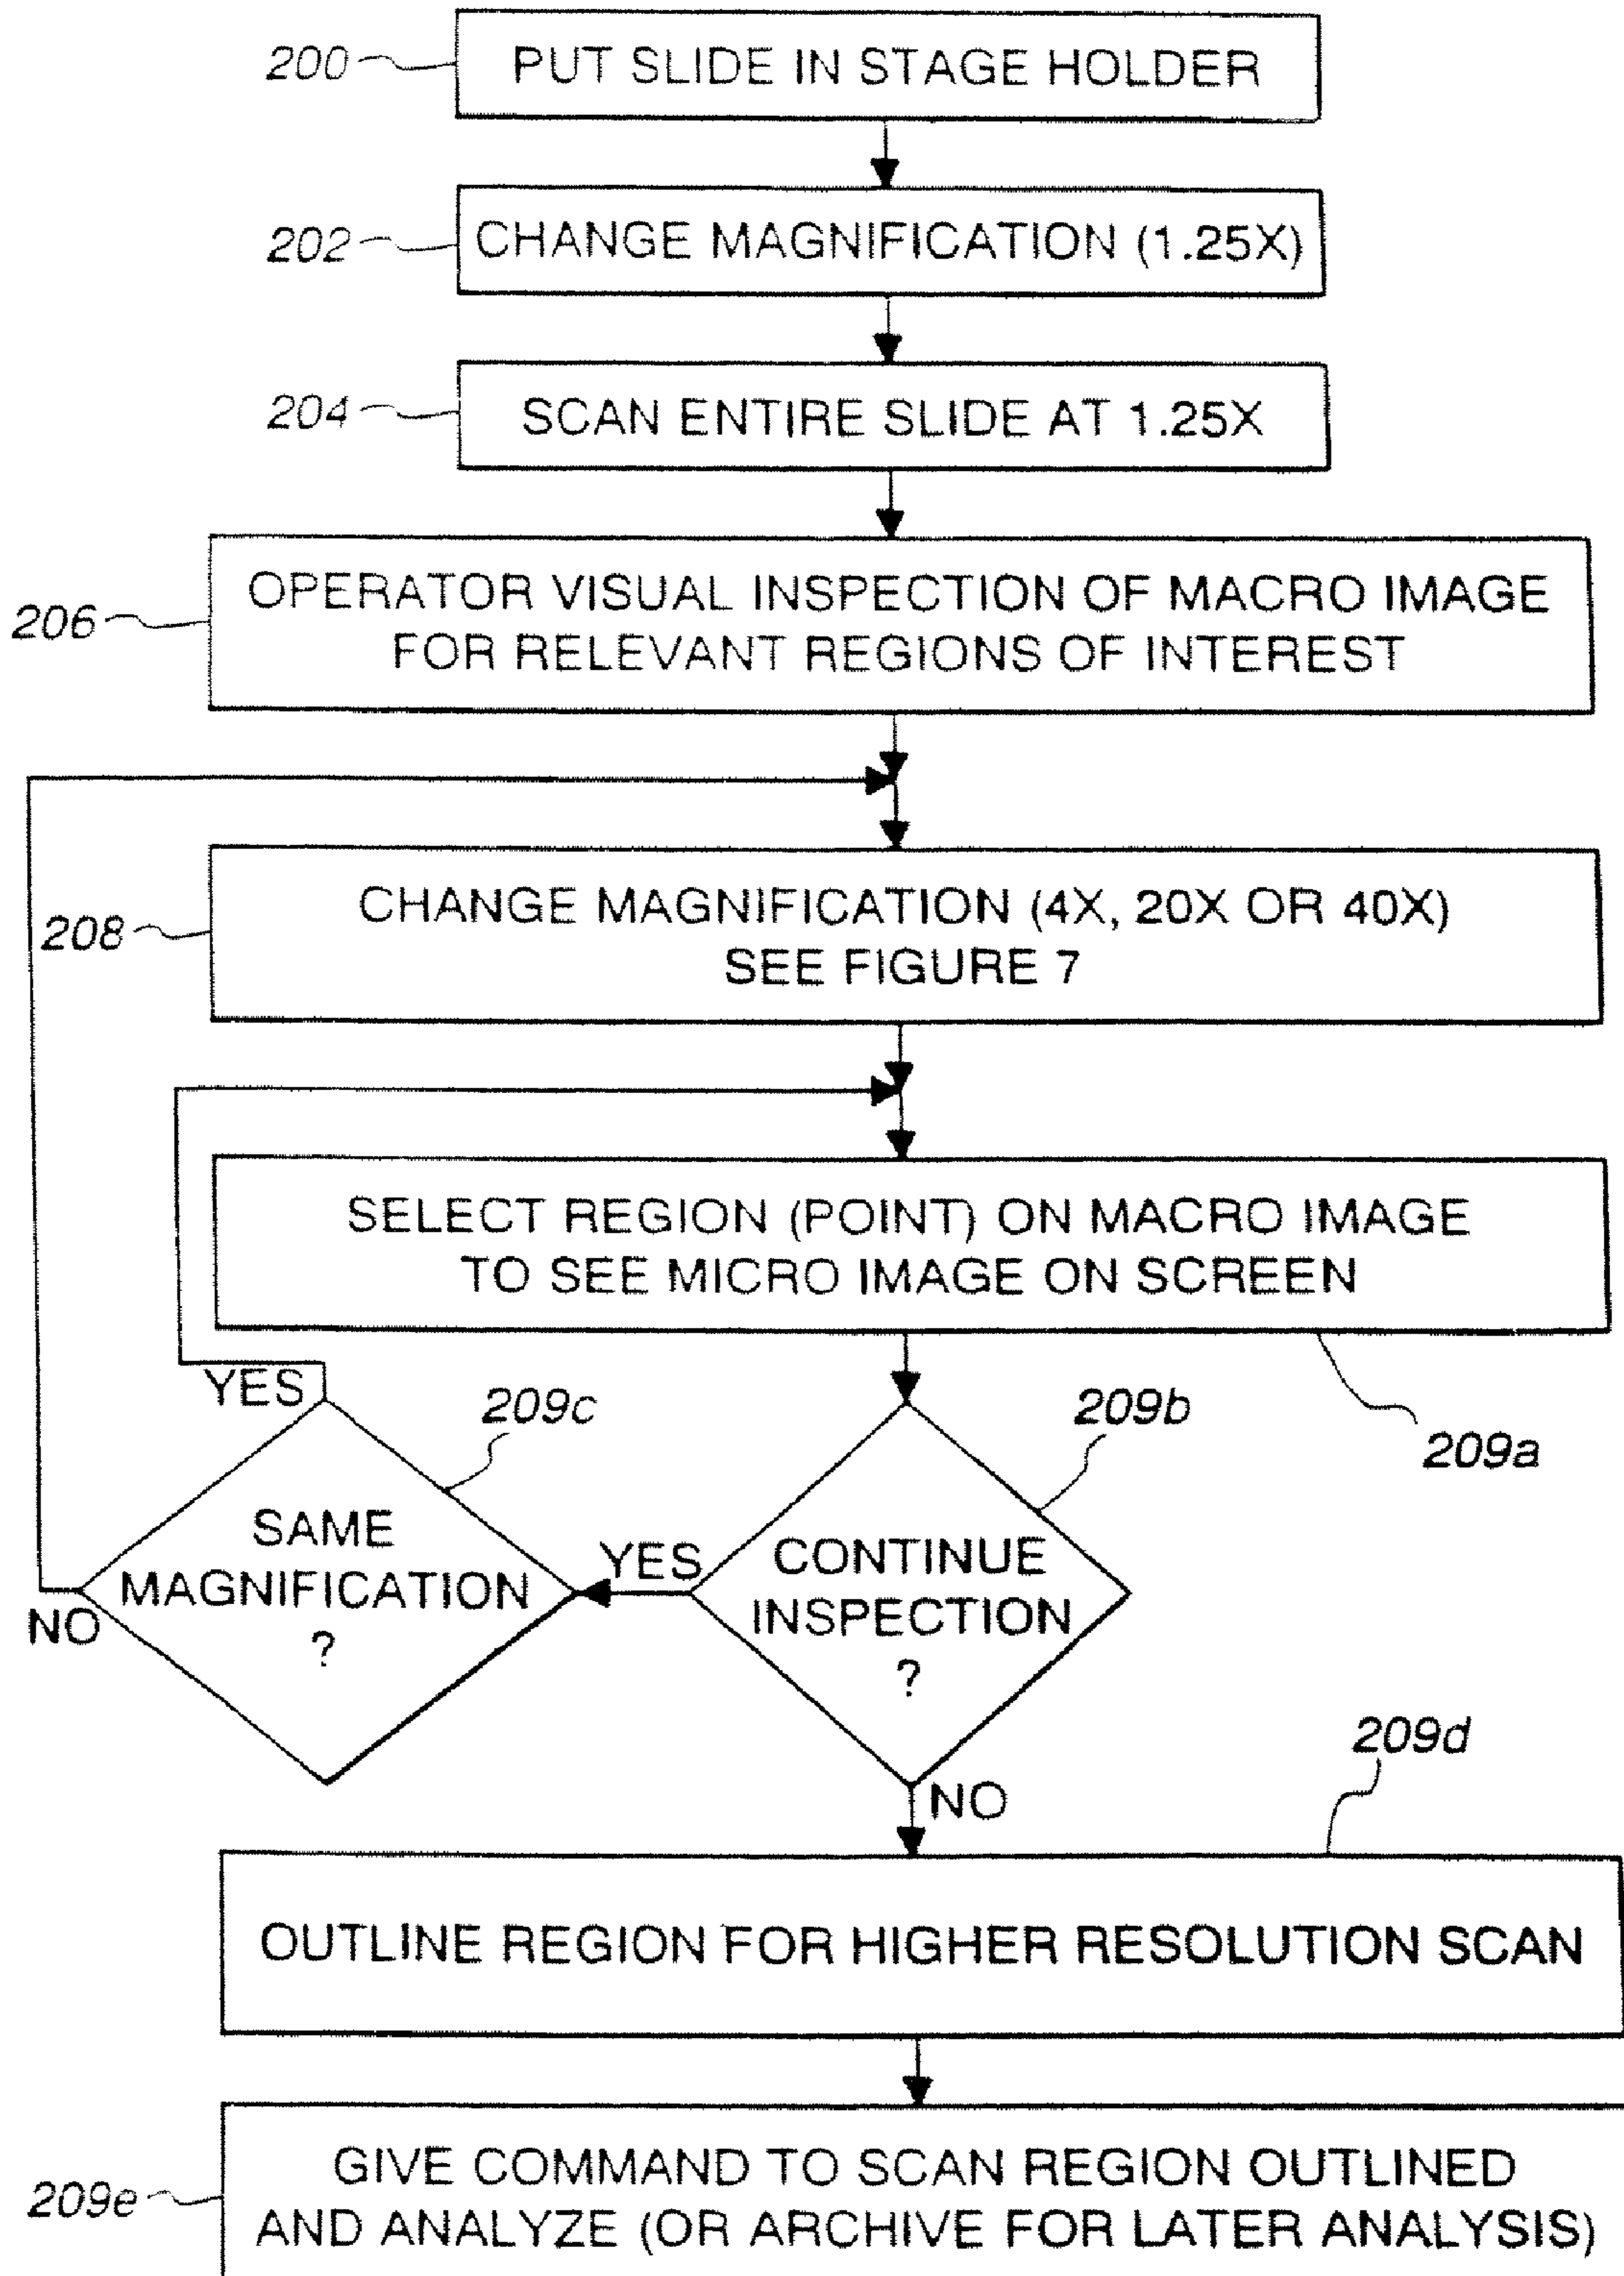 200
PUT SLIDE IN STAGE HOLDER
202
CHANGE MAGNIFICATION (1.25X)
204
SCAN ENTIRE SLIDE AT 1.25X
206
OPERATOR VISUAL INSPECTION OF MACRO IMAGE
FOR RELEVANT REGIONS OF INTEREST
208
CHANGE MAGNIFICATION (4X, 20X OR 40X)
SEE FIGURE 7
SELECT REGION (POINT) ON MACRO IMAGE
TO SEE MICRO IMAGE ON SCREEN
209a
209b
CONTINUE
INSPECTION
?
YES
209c
SAME
MAGNIFICATION
?
YES
NO
NO
209d
OUTLINE REGION FOR HIGHER RESOLUTION SCAN
209e
GIVE COMMAND TO SCAN REGION OUTLINED
AND ANALYZE (OR ARCHIVE FOR LATER ANALYSIS)